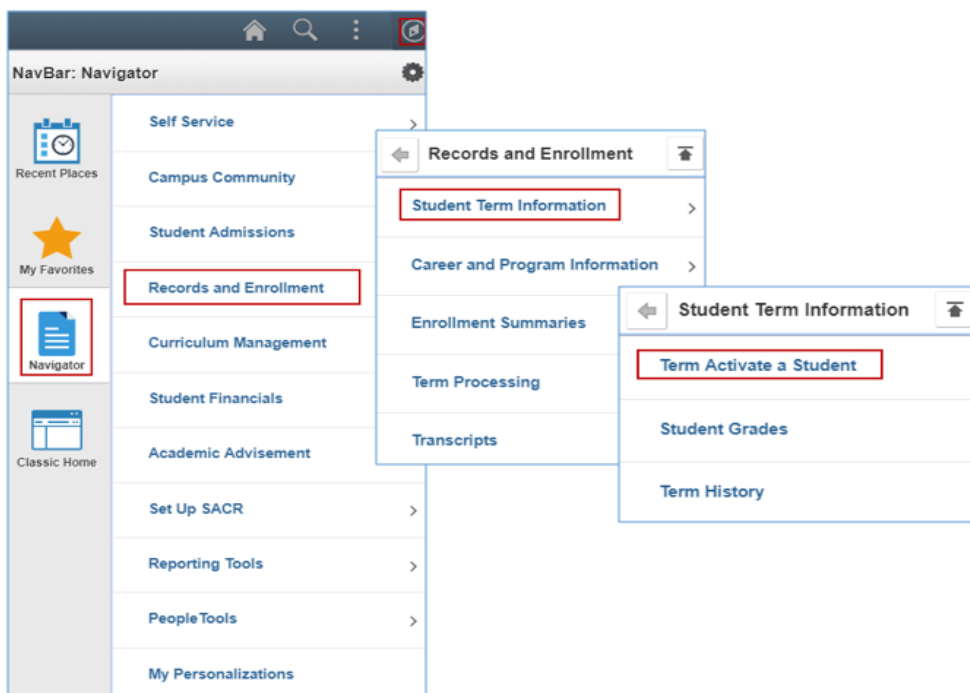 NavBar: Navigator
Recent Places
My Favorites
Navigator
Classic Home
Self Service
Campus Community
Student Admissions
Records and Enrollment
Curriculum Management
Student Financials
Academic Advisement
Set Up SACR
Reporting Tools
PeopleTools
My Personalizations
Records and Enrollment
Student Term Information
Career and Program Information
Enrollment Summaries
Term Processing
Transcripts
Student Term Information
Term Activate a Student
Student Grades
Term History